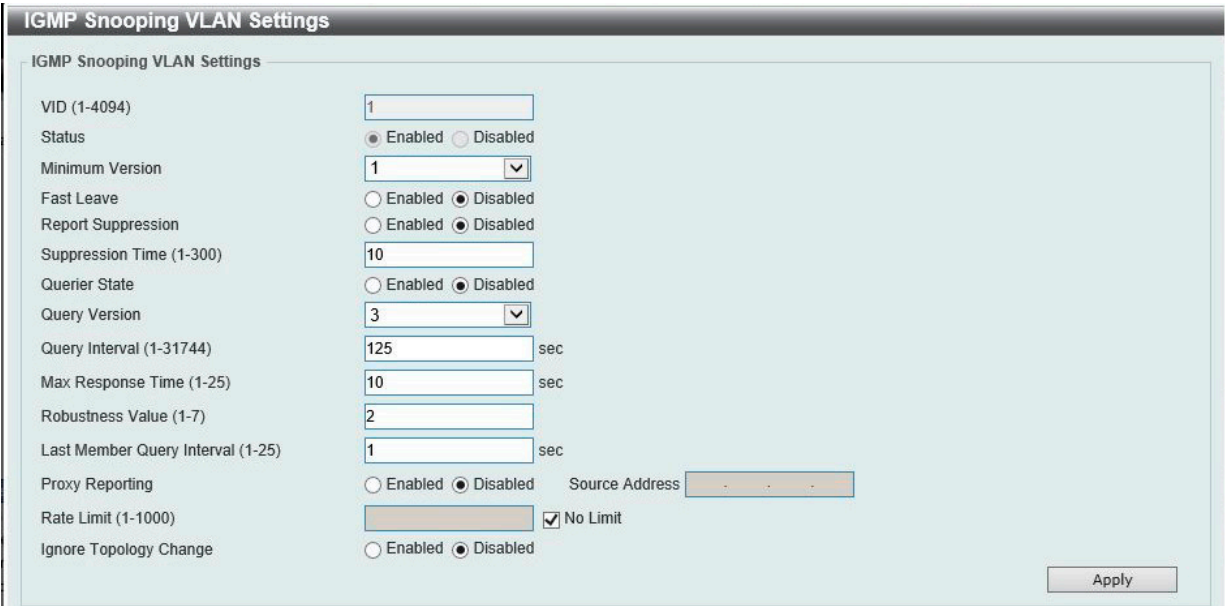 IGMP Snooping VLAN Settings
IGMP Snooping VLAN Settings
VID (1-4094) 1
Status Enabled Disabled
Minimum Version 1
Fast Leave Enabled Disabled
Report Suppression Enabled Disabled
Suppression Time (1-300) 10
Querier State Enabled Disabled
Query Version 3
Query Interval (1-31744) 125 sec
Max Response Time (1-25) 10 sec
Robustness Value (1-7) 2
Last Member Query Interval (1-25) 1 sec
Proxy Reporting Enabled Disabled Source Address . . .
Rate Limit (1-1000) No Limit
Ignore Topology Change Enabled Disabled
Apply